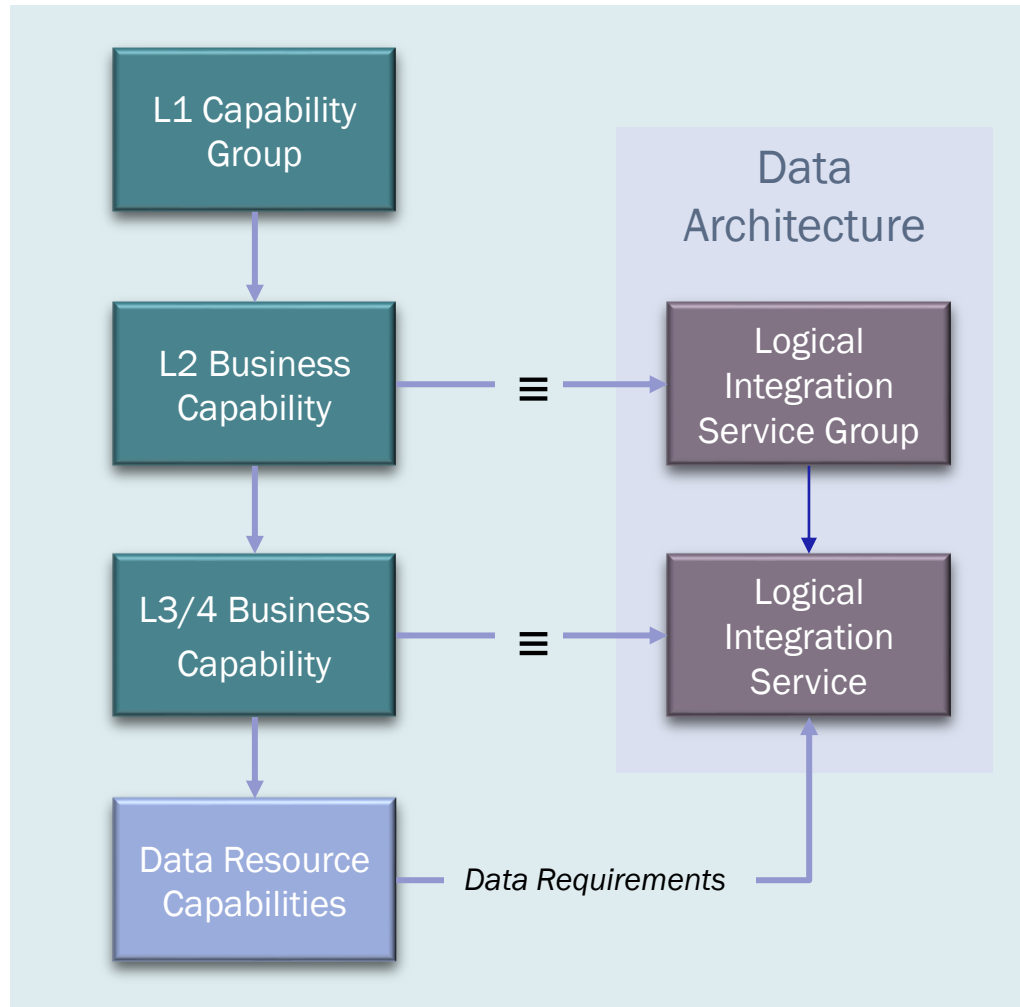 L1 Capability
Group
Data
Architecture
L2 Business
Capability
≡
Logical
Integration
Service Group
L3/4 Business
Capability
≡
Logical
Integration
Service
Data Resource
Capabilities
Data Requirements